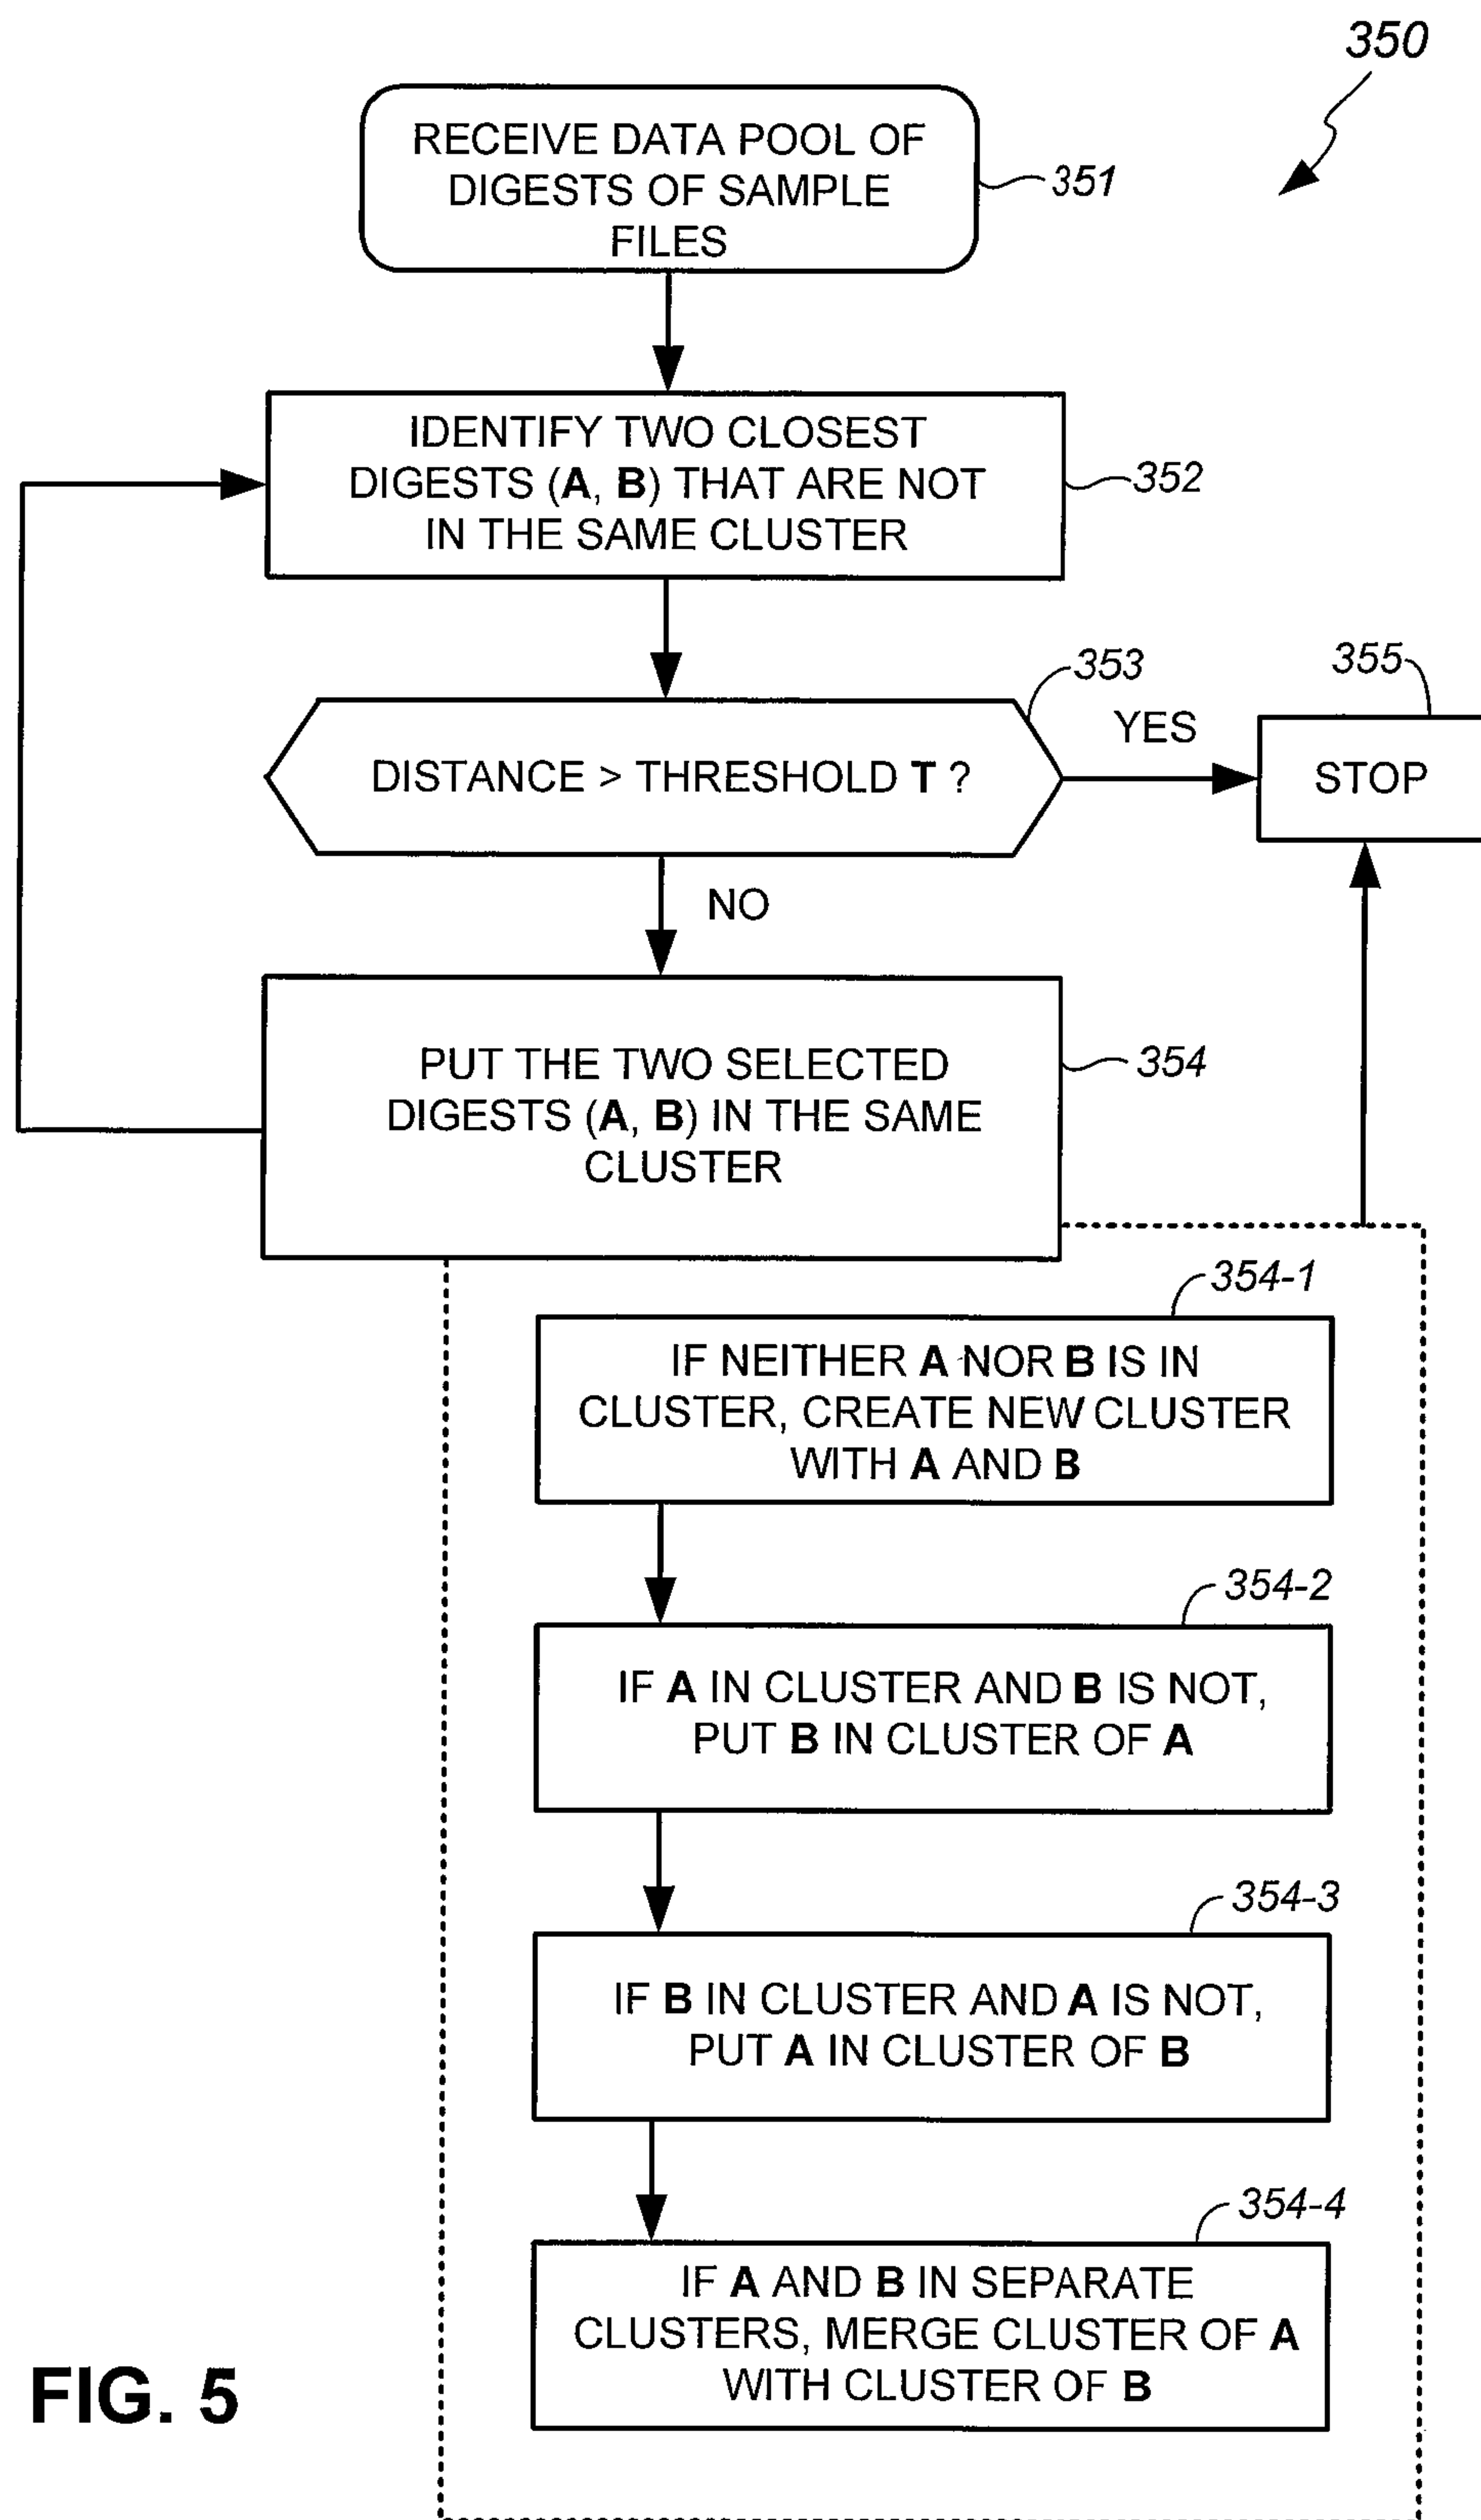 350
RECEIVE DATA POOL OF
DIGESTS OF SAMPLE
FILES
351
IDENTIFY TWO CLOSEST
DIGESTS (A, B) THAT ARE NOT
IN THE SAME CLUSTER
352
353
DISTANCE > THRESHOLD T ?
YES
355
STOP
NO
PUT THE TWO SELECTED
DIGESTS (A, B) IN THE SAME
CLUSTER
354
354-1
IF NEITHER A NOR B IS IN
CLUSTER, CREATE NEW CLUSTER
WITH A AND B
354-2
IF A IN CLUSTER AND B IS NOT,
PUT B IN CLUSTER OF A
354-3
IF B IN CLUSTER AND A IS NOT,
PUT A IN CLUSTER OF B
354-4
IF A AND B IN SEPARATE
CLUSTERS, MERGE CLUSTER OF A
WITH CLUSTER OF B
FIG. 5